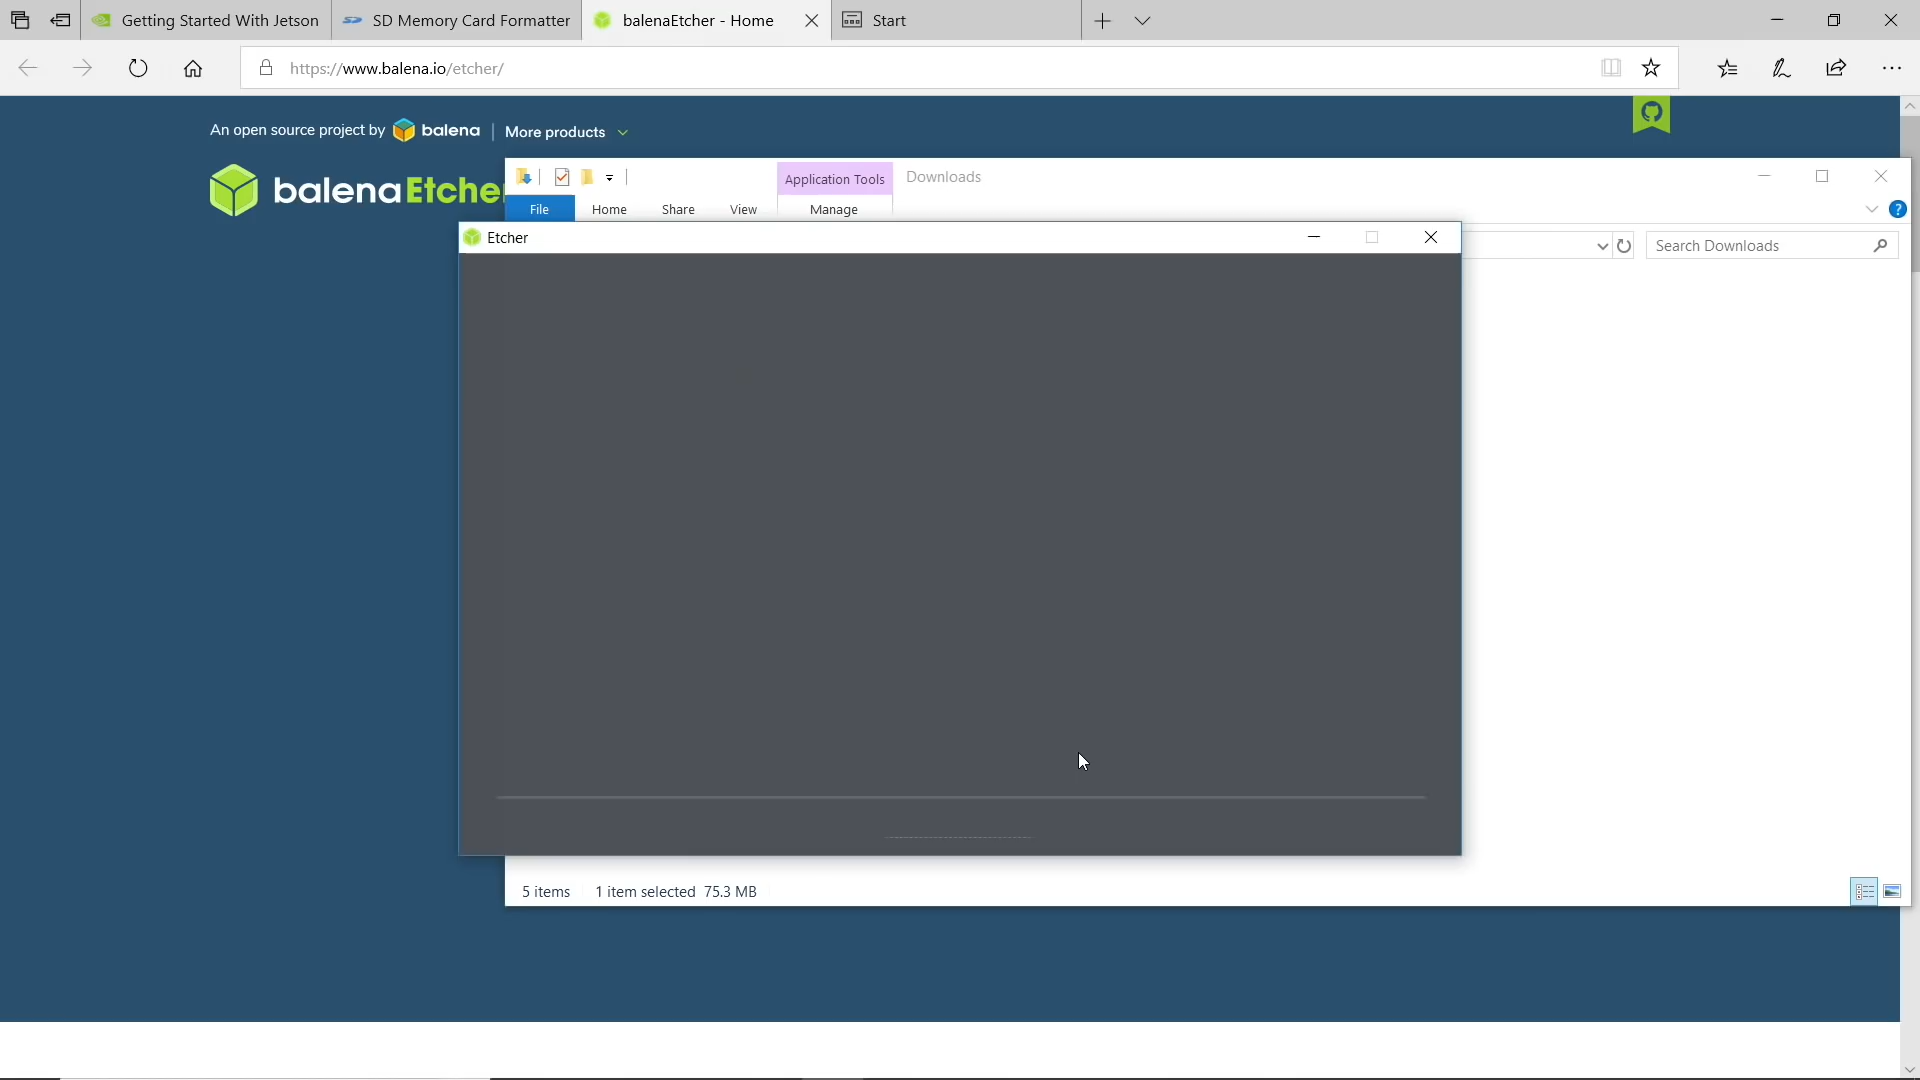 Getting Started With Jetson
SD Memory Card Formatter
balenaEtcher - Home
Start
https://www.balena.io/etcher/
An open source project by balena
More products
balenaEtcher
Application Tools
Downloads
File
Home
Share
View
Manage
?
Etcher
Search Downloads
5 items
1 item selected 75.3 MB